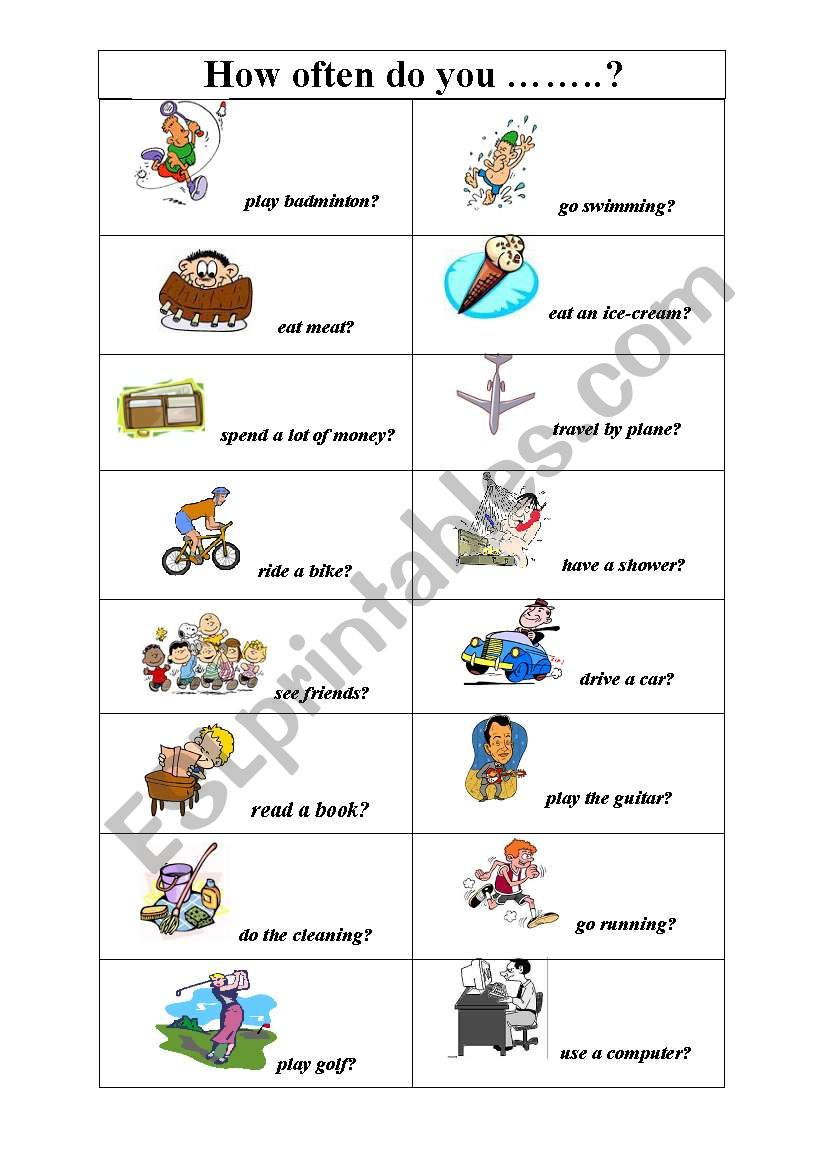 How often do you ........?
play badminton?
go swimming?
eat meat?
eat an ice-cream?
spend a lot of money?
travel by plane?
ride a bike?
have a shower?
see friends?
drive a car?
read a book?
play the guitar?
do the cleaning?
go running?
play golf?
use a computer?
ESLprintables.com